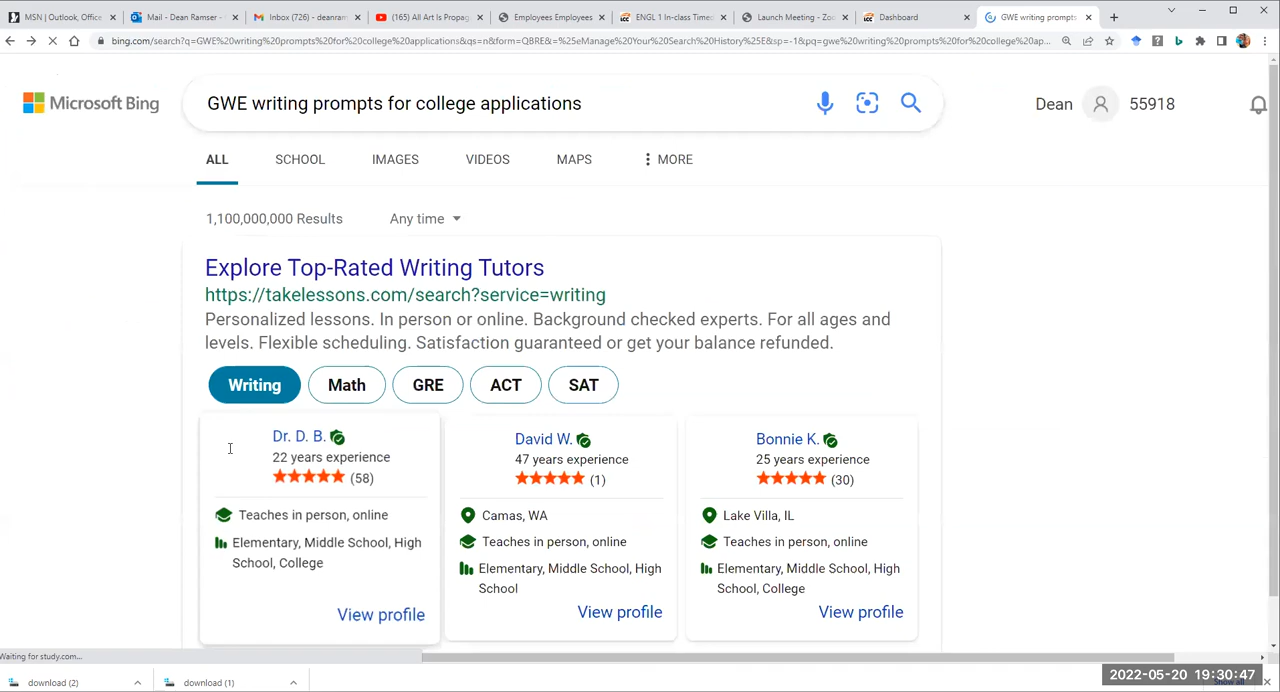 MSN | Outlook, Office
Mail - Dean Ramser -
Inbox (726) - deanram
(165) All Art Is Propag
Employees Employees
ENGL 1 In-class Time
Launch Meeting - Zo
Dashboard
GWE writing prompts
bing.com/search?q=GWE%20writing%20prompts%20for%20college%20applications&qs=n&form=QBRE&=%25eManage%20Your%20Search%20History%25E&sp=-1&pq=gwe%20writing%20prompts%20for%20college%20ap...
Microsoft Bing
GWE writing prompts for college applications
Dean
55918
ALL
SCHOOL
IMAGES
VIDEOS
MAPS
MORE
1,100,000,000 Results
Any time
Explore Top-Rated Writing Tutors
https://takelessons.com/search?service=writing
Personalized lessons. In person or online. Background checked experts. For all ages and
levels. Flexible scheduling. Satisfaction guaranteed or get your balance refunded.
Writing
Math
GRE
ACT
SAT
Dr. D. B.
22 years experience
(58)
Teaches in person, online
Elementary, Middle School, High
School, College
View profile
David W.
47 years experience
(1)
Camas, WA
Teaches in person, online
Elementary, Middle School, High
School
View profile
Bonnie K.
25 years experience
(30)
Lake Villa, IL
Teaches in person, online
Elementary, Middle School, High
School, College
View profile
Waiting for study.com...
download (2)
download (1)
2022-05-20 19:30:47
Show all